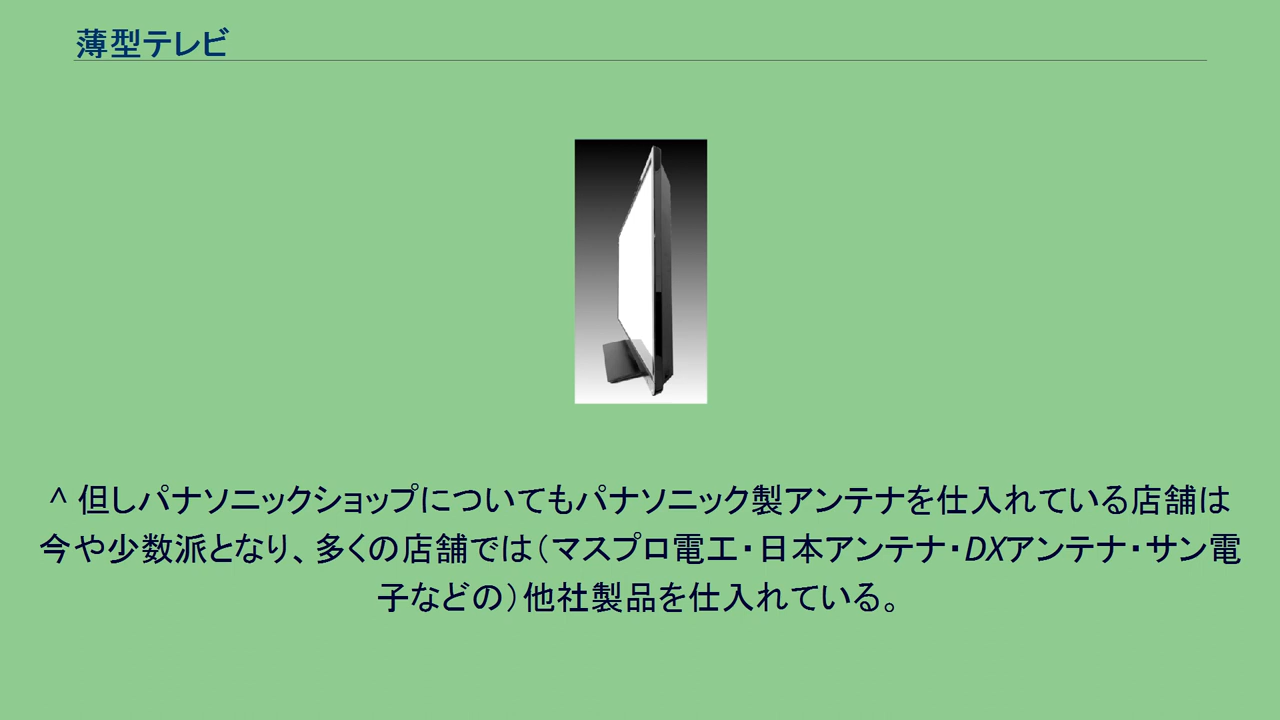 薄型テレビ
^ 但しパナソニックショップについてもパナソニック製アンテナを仕入れている店舗は
今や少数派となり、多くの店舗では（マスプロ電工・日本アンテナ・DXアンテナ・サン電
子などの）他社製品を仕入れている。